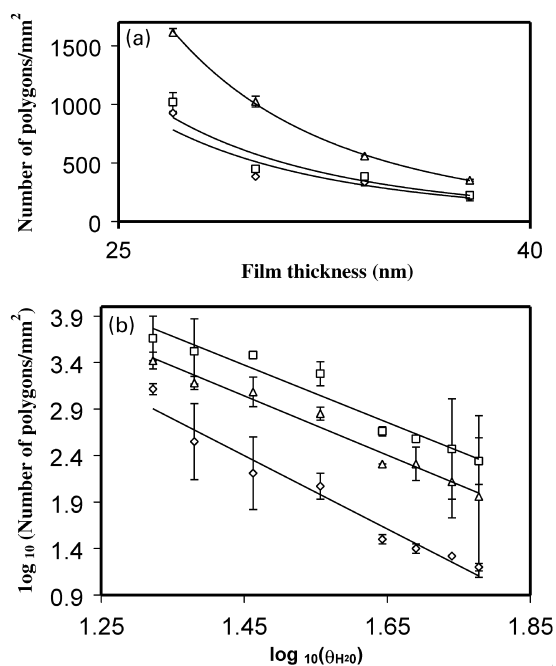 (a)
Number of polygons/mm²
1500
1000
500
0
25
40
Film thickness (nm)
(b)
1og ₁₀ (Number of polygons/mm²)
3.9
3.4
2.9
2.4
1.9
1.4
0.9
1.25
1.45
1.65
1.85
log ₁₀(θH₂0)